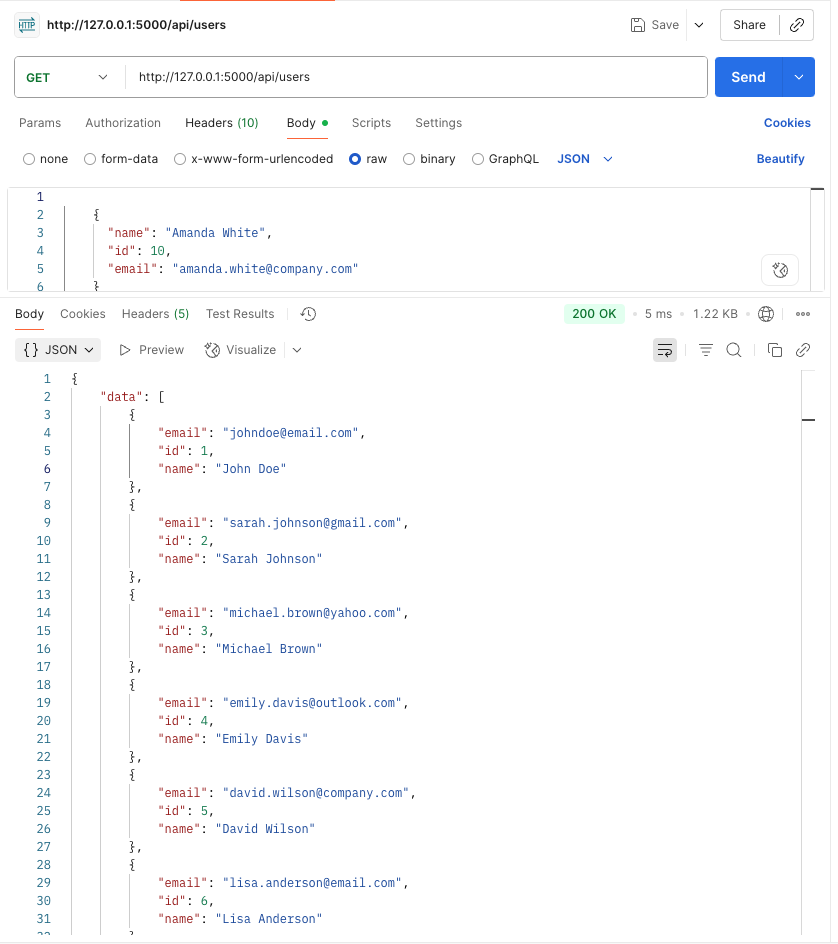 HTTP http://127.0.0.1:5000/api/users Save Share
GET http://127.0.0.1:5000/api/users Send
Params Authorization Headers (10) Body Scripts Settings Cookies
none form-data x-www-form-urlencoded raw binary GraphQL JSON Beautify
1
2 {
3 "name": "Amanda White",
4 "id": 10,
5 "email": "amanda.white@company.com"
6 }
Body Cookies Headers (5) Test Results 200 OK • 5 ms • 1.22 KB •
{} JSON Preview Visualize
1 {
2 "data": [
3 {
4 "email": "johndoe@email.com",
5 "id": 1,
6 "name": "John Doe"
7 },
8 {
9 "email": "sarah.johnson@gmail.com",
10 "id": 2,
11 "name": "Sarah Johnson"
12 },
13 {
14 "email": "michael.brown@yahoo.com",
15 "id": 3,
16 "name": "Michael Brown"
17 },
18 {
19 "email": "emily.davis@outlook.com",
20 "id": 4,
21 "name": "Emily Davis"
22 },
23 {
24 "email": "david.wilson@company.com",
25 "id": 5,
26 "name": "David Wilson"
27 },
28 {
29 "email": "lisa.anderson@email.com",
30 "id": 6,
31 "name": "Lisa Anderson"